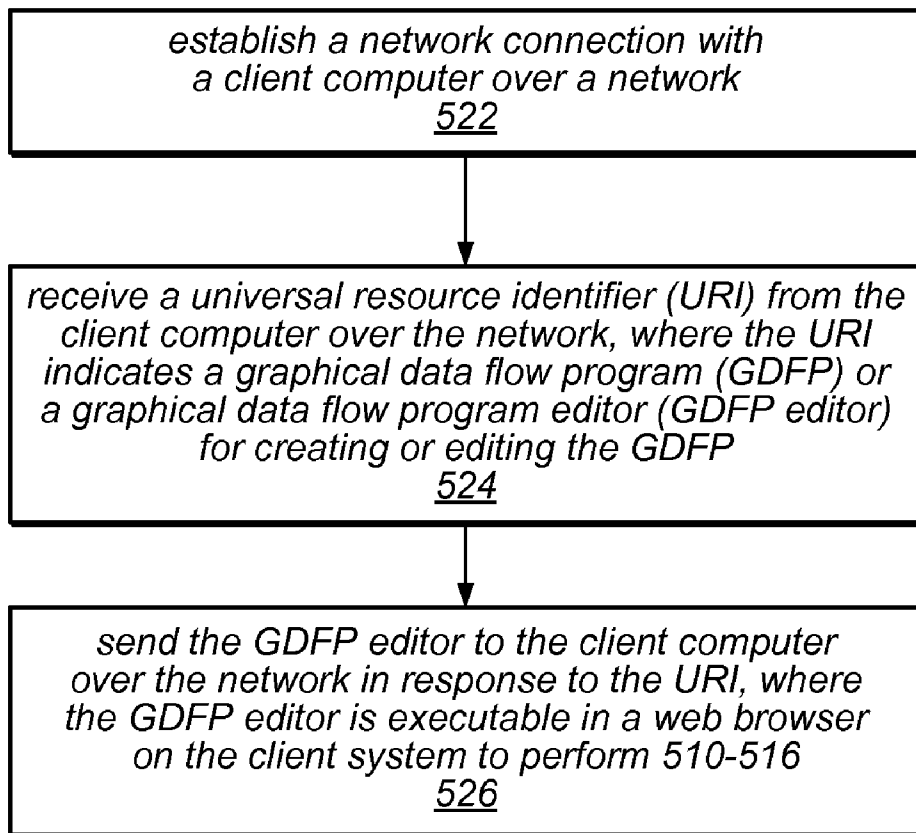 establish a network connection with
a client computer over a network
522
receive a universal resource identifier (URI) from the
client computer over the network, where the URI
indicates a graphical data flow program (GDFP) or
a graphical data flow program editor (GDFP editor)
for creating or editing the GDFP
524
send the GDFP editor to the client computer
over the network in response to the URI, where
the GDFP editor is executable in a web browser
on the client system to perform 510-516
526